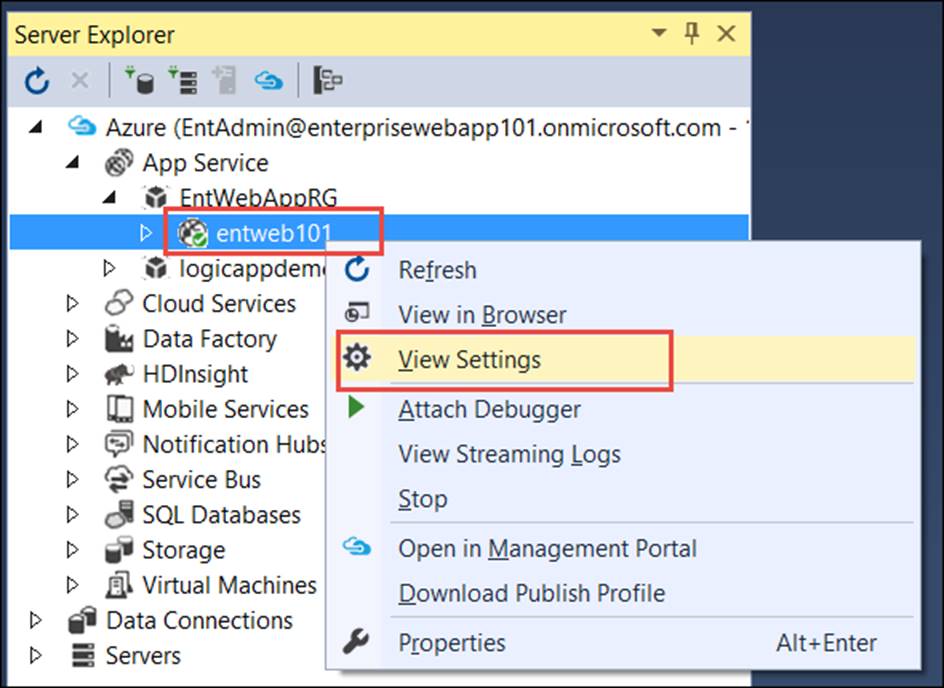 Server Explorer
Azure (EntAdmin@enterprisewebapp101.onmicrosoft.com -
App Service
EntWebAppRG
entweb101
logicappdem
Cloud Services
Data Factory
HDInsight
Mobile Services
Notification Hubs
Service Bus
SQL Databases
Storage
Virtual Machines
Data Connections
Servers
Refresh
View in Browser
View Settings
Attach Debugger
View Streaming Logs
Stop
Open in Management Portal
Download Publish Profile
Properties Alt+Enter